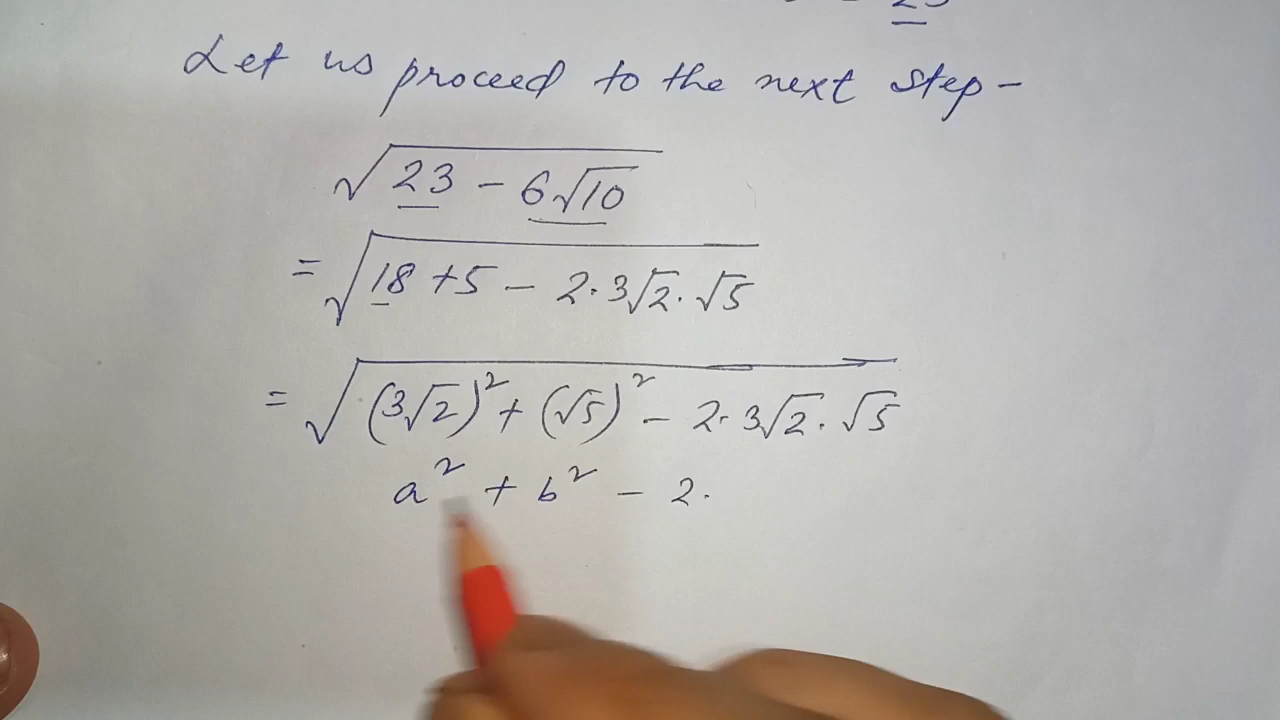 Let us proceed to the next step -
√(23 - 6√10)
= √(18 + 5 - 2·3√2·√5)
= √((3√2)² + (√5)² - 2·3√2·√5)
a² + b² - 2·